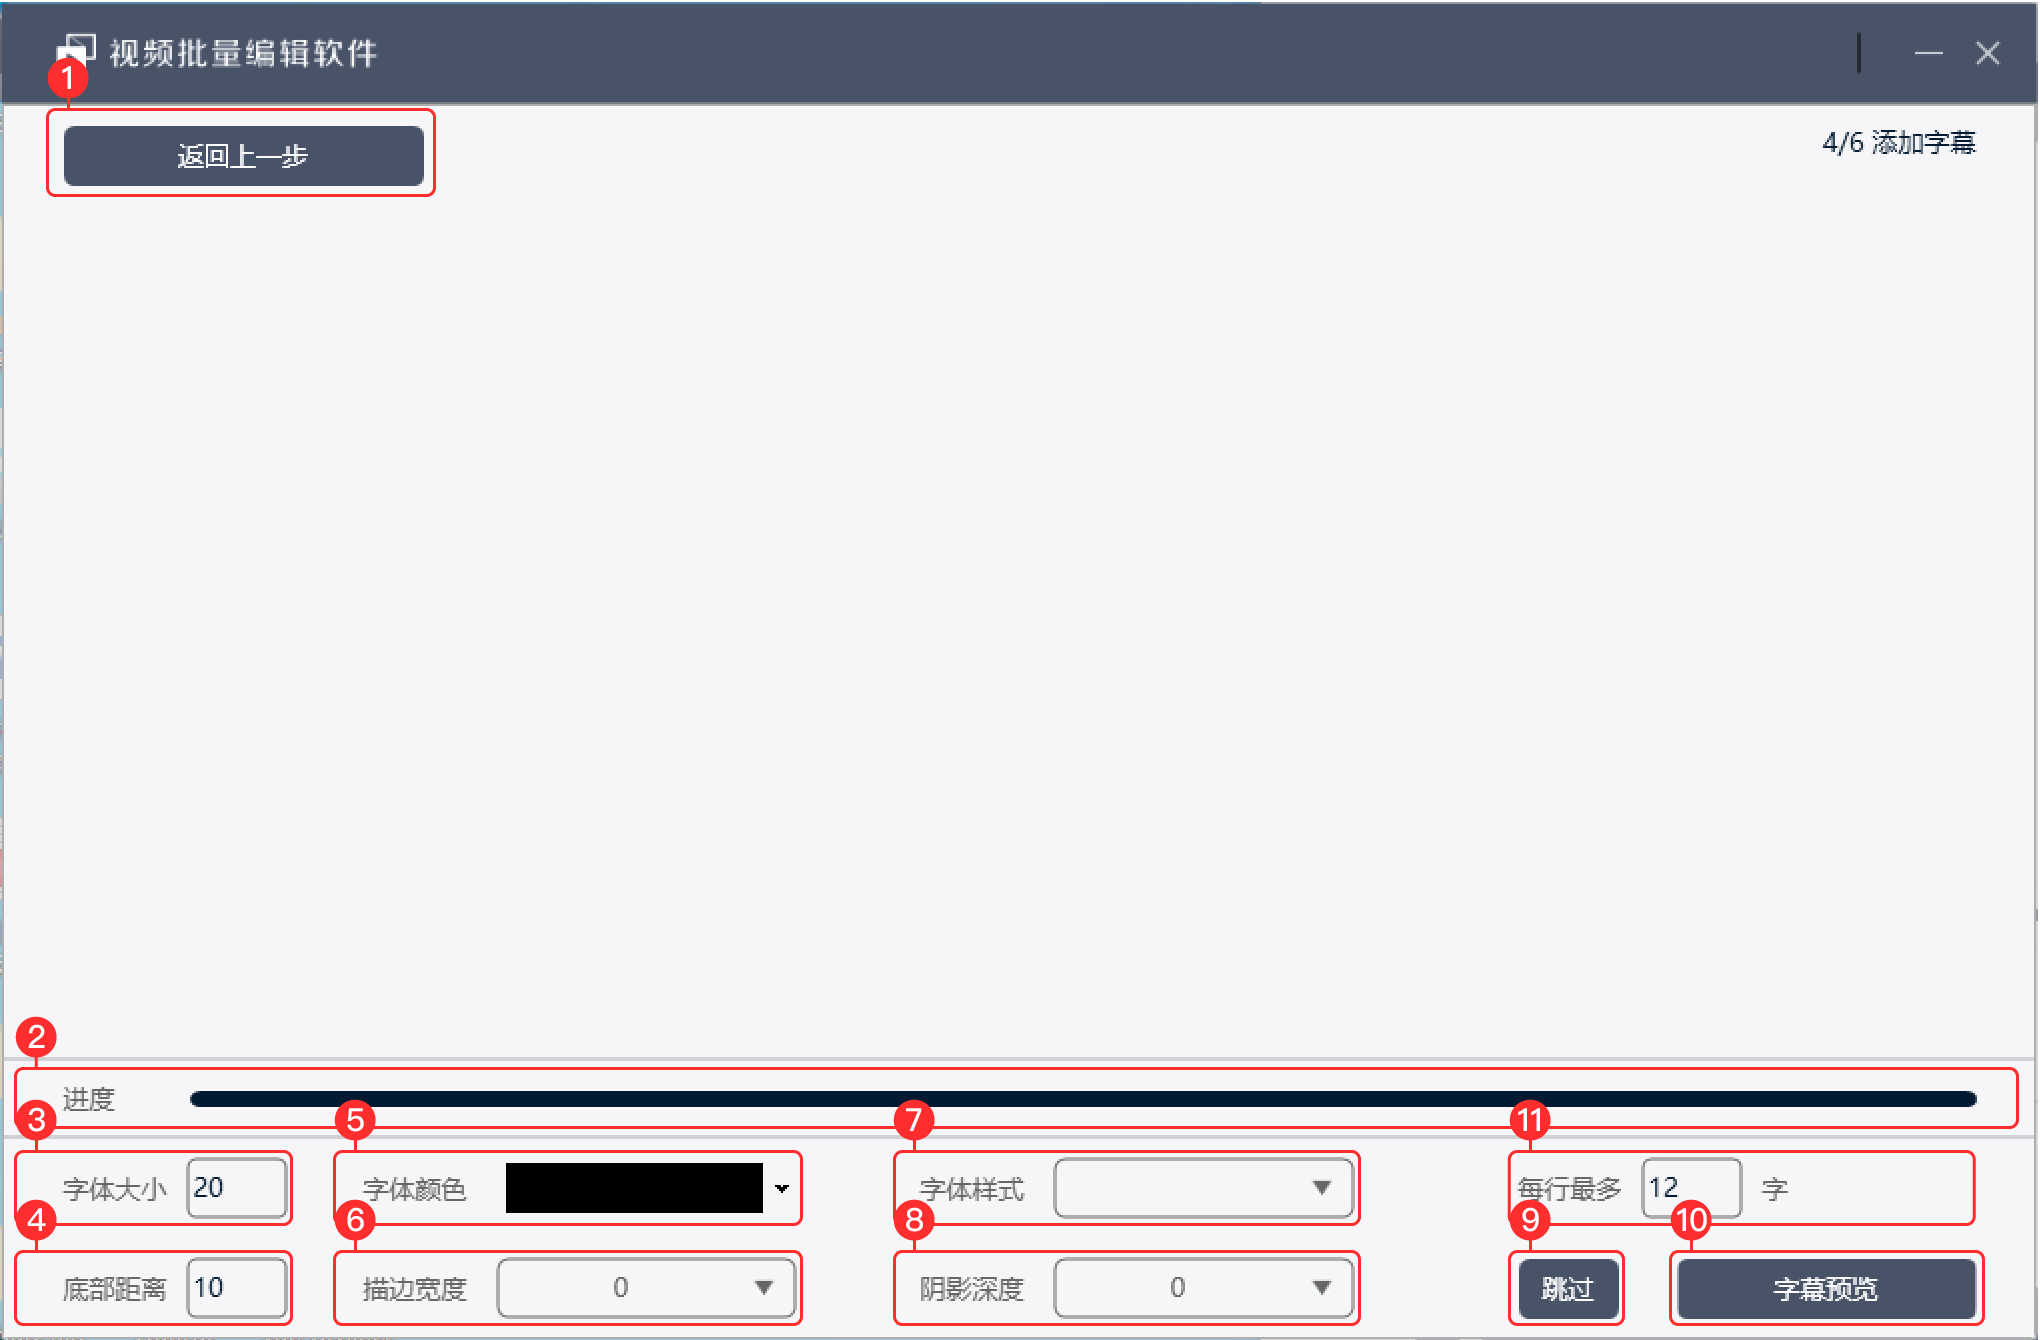 视频批量编辑软件
1
返回上一步
4/6 添加字幕
2
进度
3
5
7
11
字体大小 20
字体颜色
字体样式
每行最多 12 字
4
6
8
9
10
底部距离 10
描边宽度 0
阴影深度 0
跳过
字幕预览